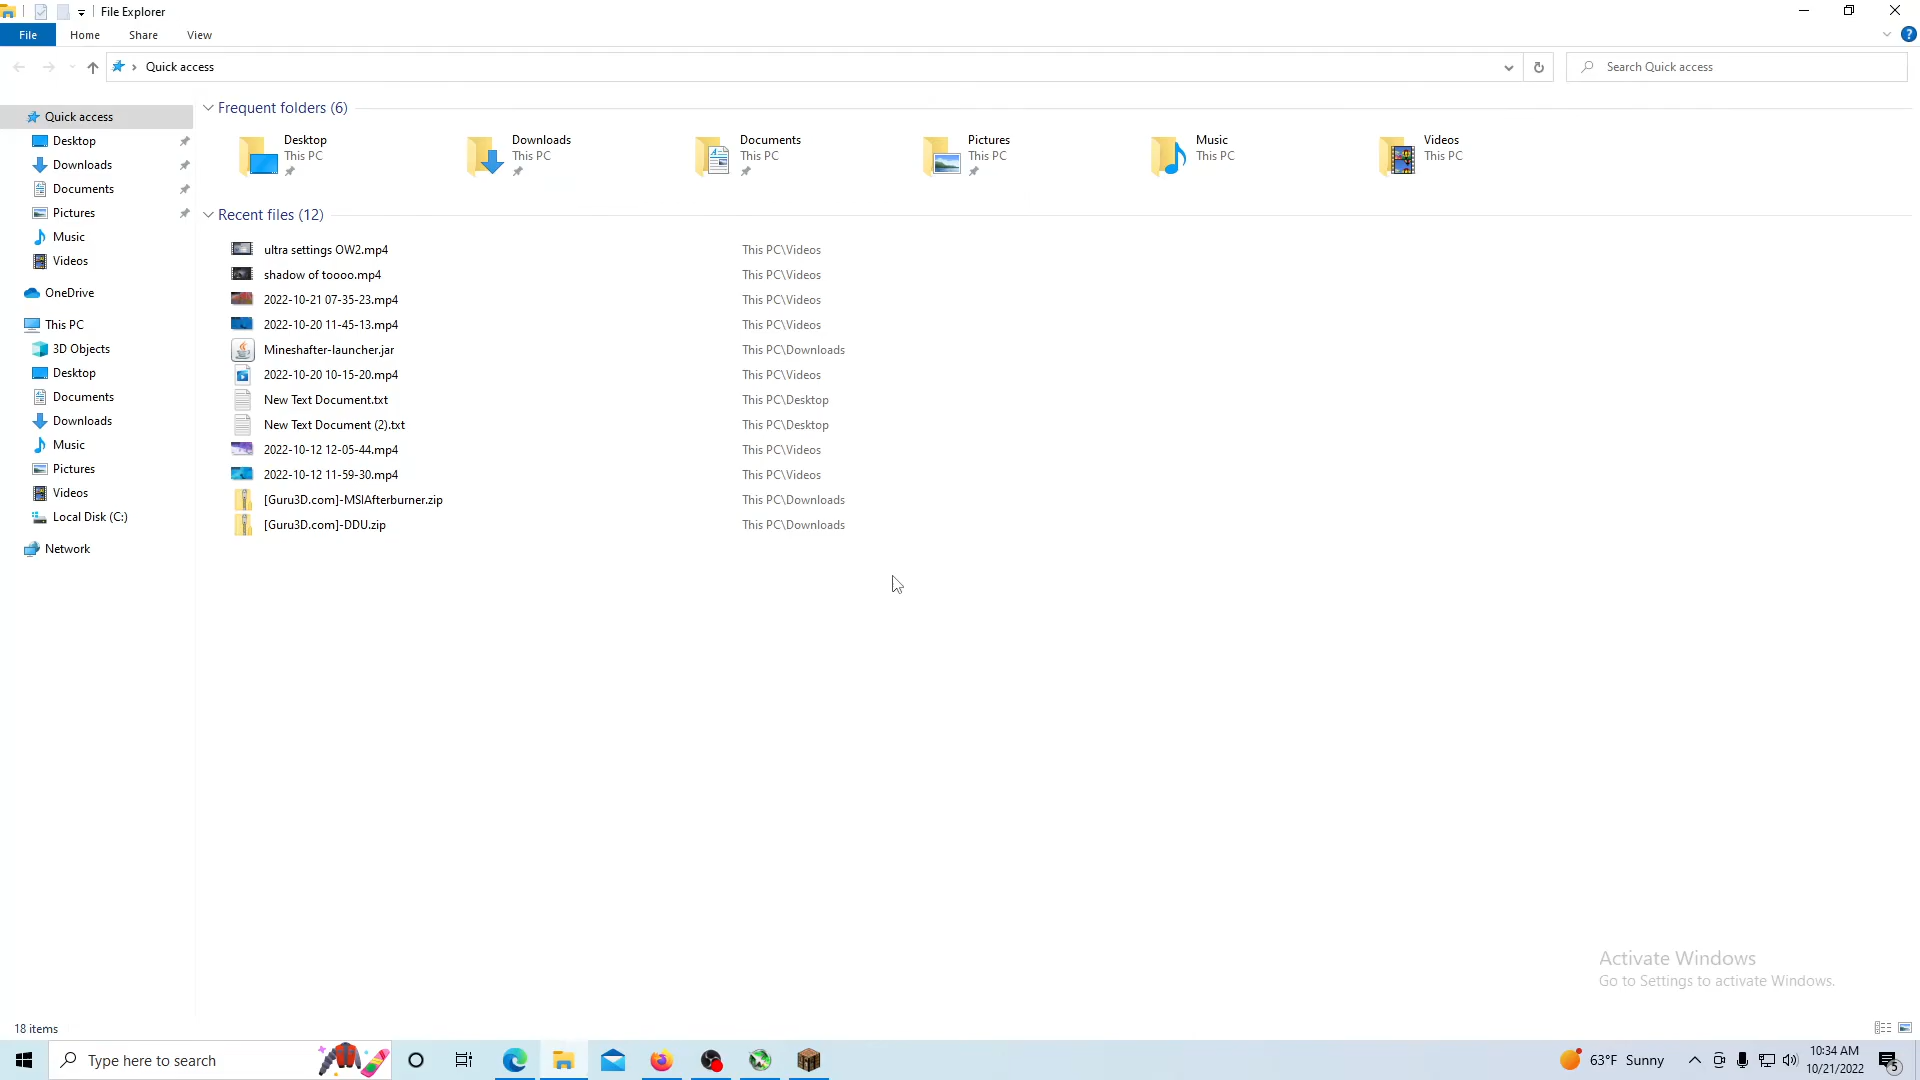 File Explorer
File Home Share View
?
Quick access
Search Quick access
Quick access
Desktop
Downloads
Documents
Pictures
Music
Videos
OneDrive
This PC
3D Objects
Desktop
Documents
Downloads
Music
Pictures
Videos
Local Disk (C:)
Network
Frequent folders (6)
Desktop
This PC
Downloads
This PC
Documents
This PC
Pictures
This PC
Music
This PC
Videos
This PC
Recent files (12)
ultra settings OW2.mp4 This PC\Videos
shadow of toooo.mp4 This PC\Videos
2022-10-21 07-35-23.mp4 This PC\Videos
2022-10-20 11-45-13.mp4 This PC\Videos
Mineshafter-launcher.jar This PC\Downloads
2022-10-20 10-15-20.mp4 This PC\Videos
New Text Document.txt This PC\Desktop
New Text Document (2).txt This PC\Desktop
2022-10-12 12-05-44.mp4 This PC\Videos
2022-10-12 11-59-30.mp4 This PC\Videos
[Guru3D.com]-MSIAfterburner.zip This PC\Downloads
[Guru3D.com]-DDU.zip This PC\Downloads
Activate Windows
Go to Settings to activate Windows.
18 items
Type here to search
63°F Sunny
10:34 AM
10/21/2022
5